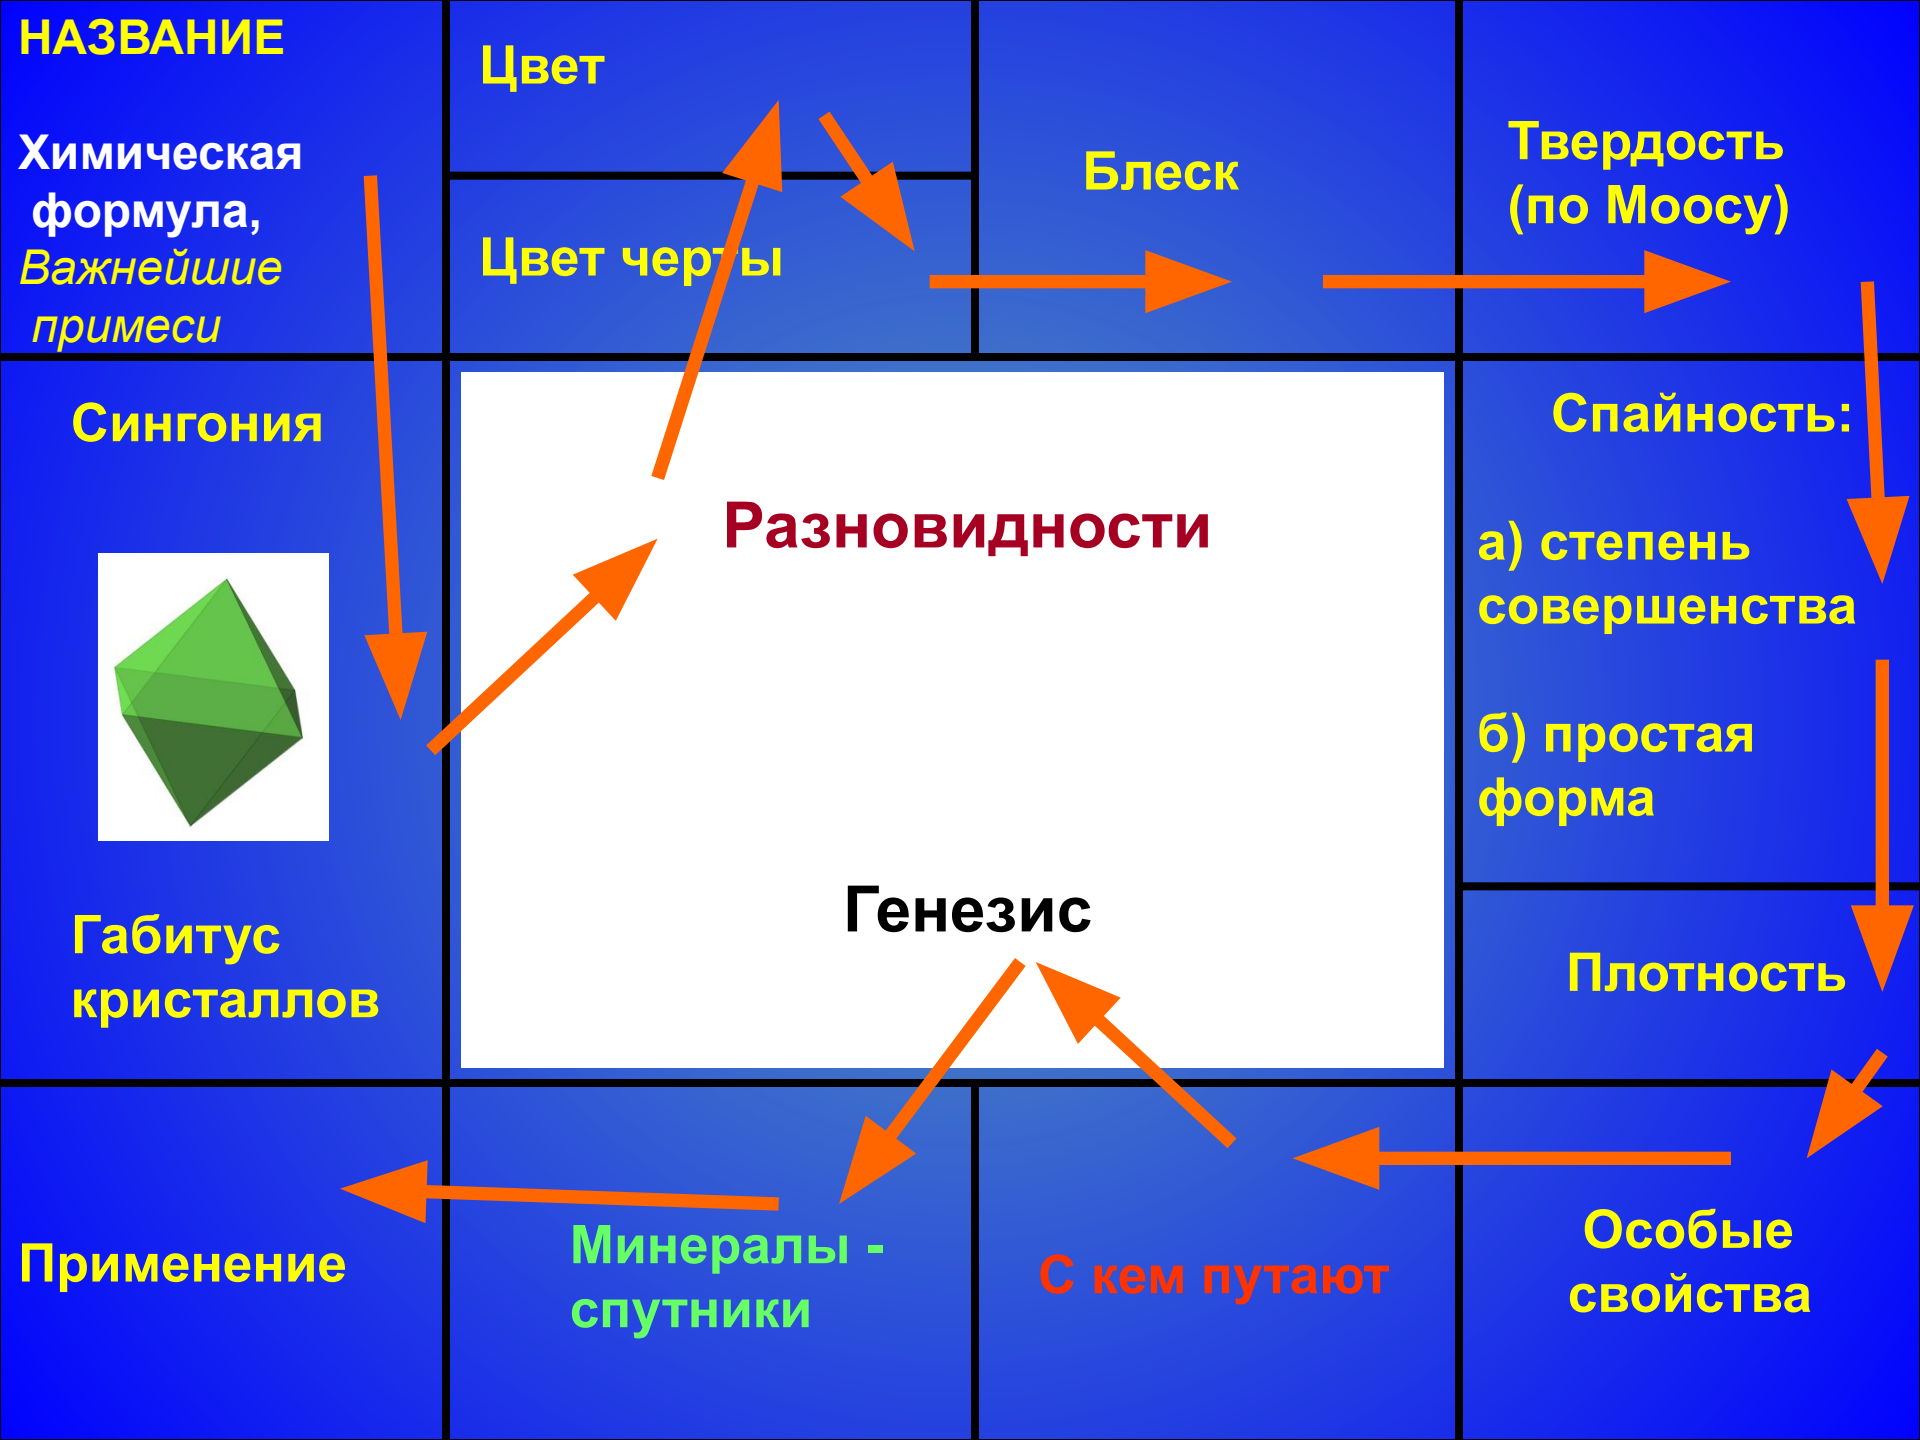 НАЗВАНИЕ
Химическая
формула,
Важнейшие
примеси
Цвет
Цвет черты
Блеск
Твердость
(по Моосу)
Сингония
Габитус
кристаллов
Разновидности
Генезис
Спайность:
а) степень
совершенства
б) простая
форма
Плотность
Применение
Минералы -
спутники
С кем путают
Особые
свойства